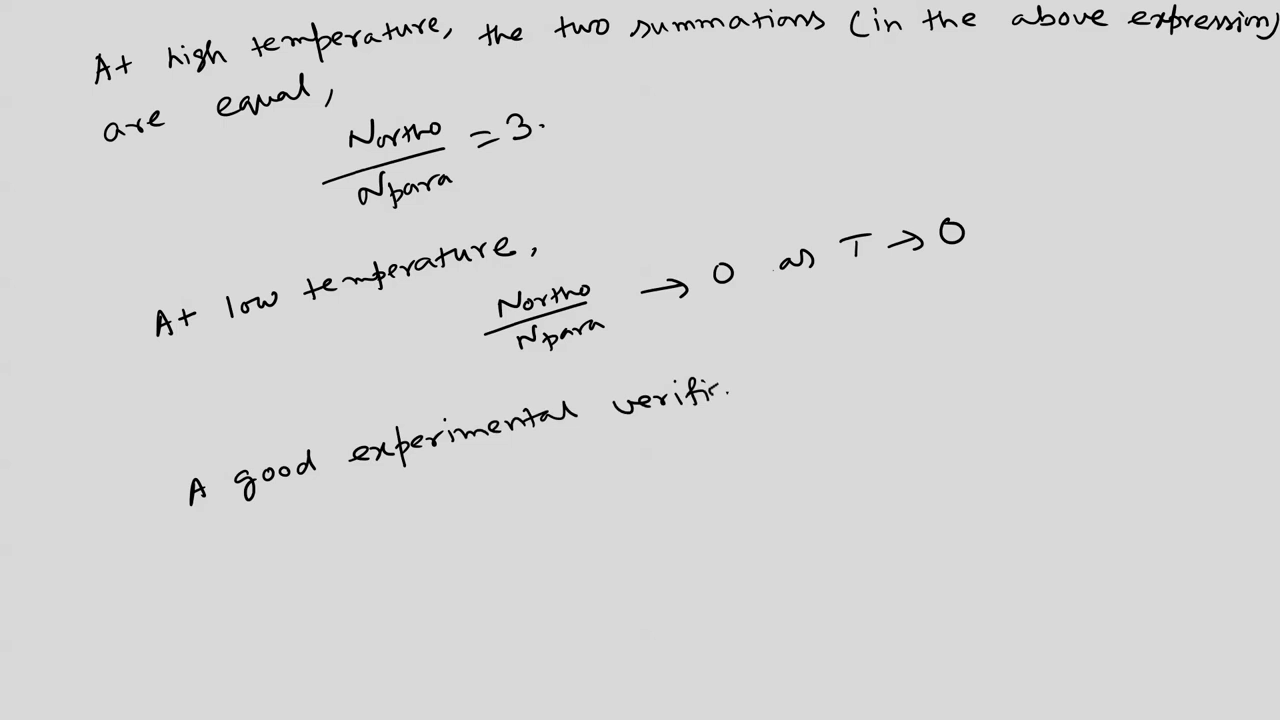 At high temperature, the two summations (in the above expression)
are equal,
Northo
—— = 3.
Npara
At low temperature,
Northo
—— → 0 as T → 0
Npara
A good experimental verific